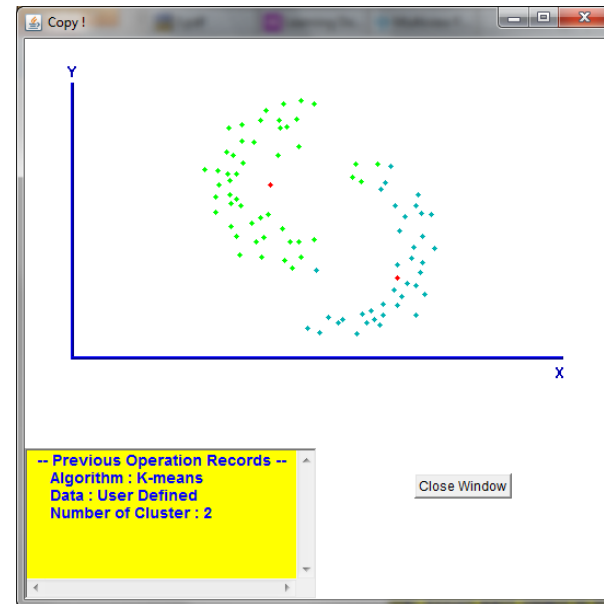 Copy !
Y
X
-- Previous Operation Records --
Algorithm : K-means
Data : User Defined
Number of Cluster : 2
Close Window